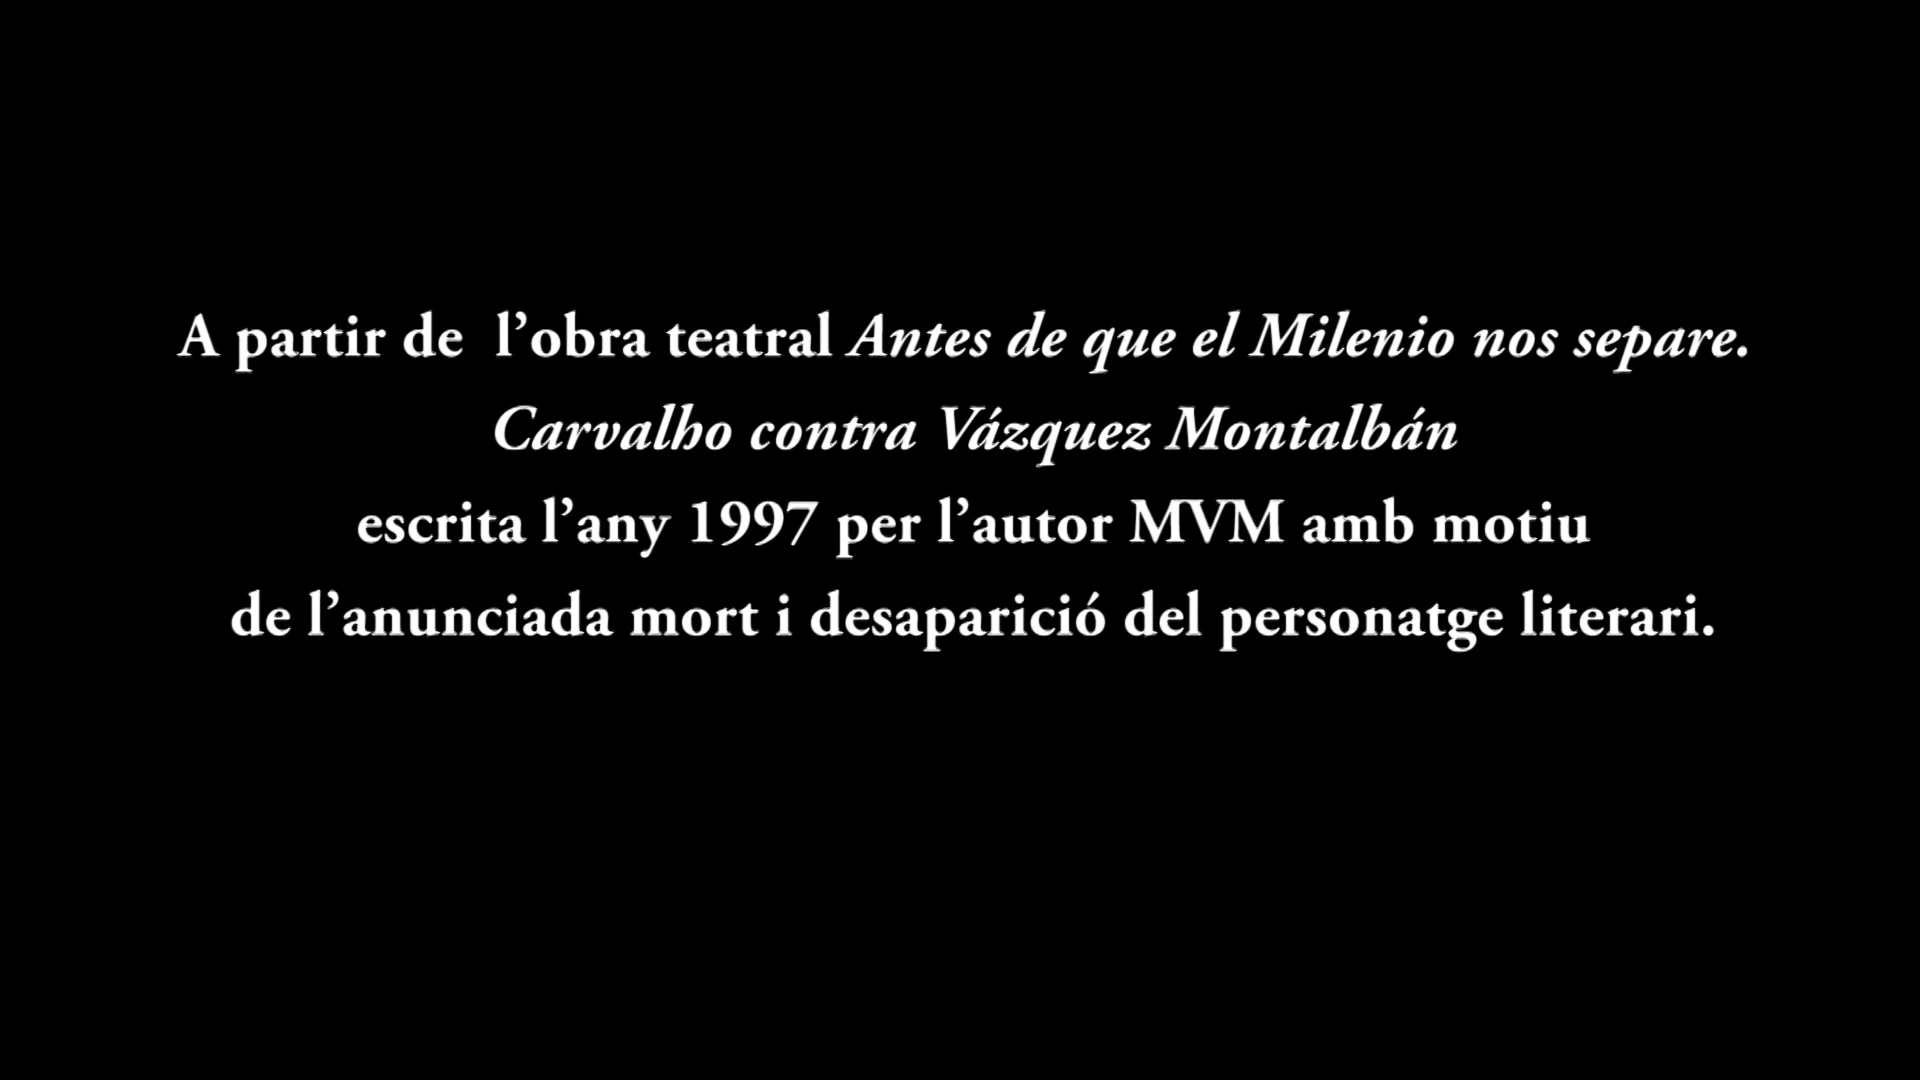 A partir de l’obra teatral Antes de que el Milenio nos separe.
Carvalho contra Vázquez Montalbán
escrita l’any 1997 per l’autor MVM amb motiu
de l’anunciada mort i desaparició del personatge literari.